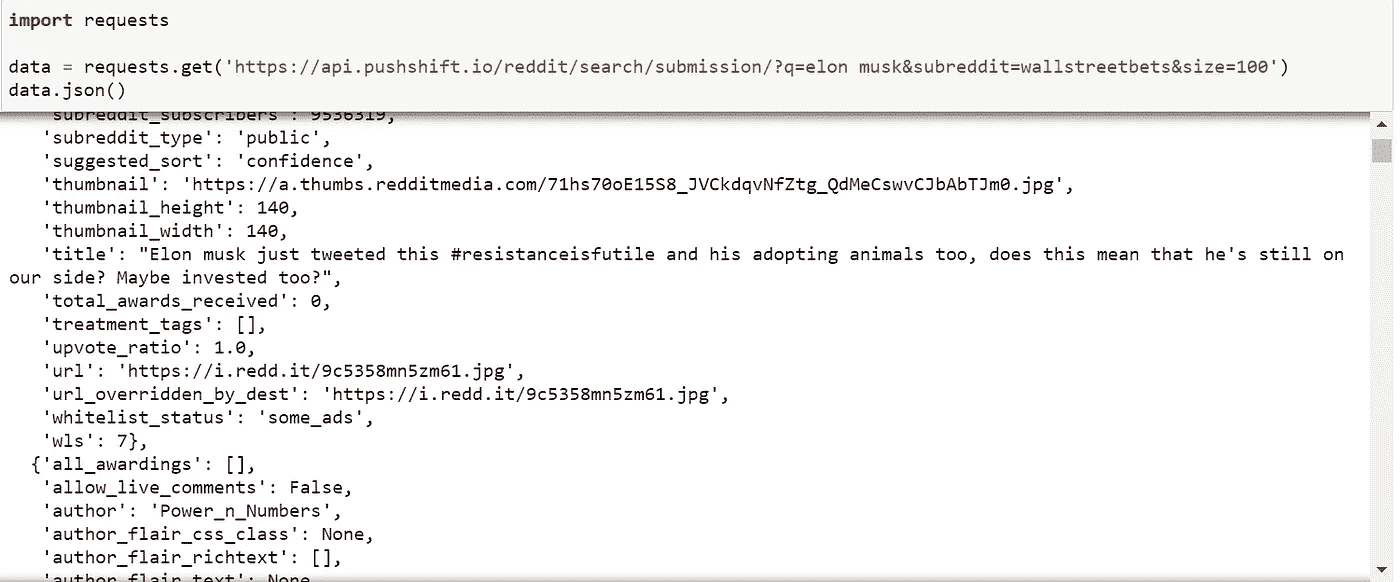 import requests
data = requests.get('https://api.pushshift.io/reddit/search/submission/?q=elon musk&subreddit=wallstreetbets&size=100')
data.json()
'subreddit_subscribers': 9536319,
'subreddit_type': 'public',
'suggested_sort': 'confidence',
'thumbnail': 'https://a.thumbs.redditmedia.com/71hs70oE15S8_JVCkdqvNfZtg_QdMeCswvCJbAbTJm0.jpg',
'thumbnail_height': 140,
'thumbnail_width': 140,
'title': "Elon musk just tweeted this #resistanceisfutile and his adopting animals too, does this mean that he's still on
our side? Maybe invested too?",
'total_awards_received': 0,
'treatment_tags': [],
'upvote_ratio': 1.0,
'url': 'https://i.redd.it/9c5358mn5zm61.jpg',
'url_overridden_by_dest': 'https://i.redd.it/9c5358mn5zm61.jpg',
'whitelist_status': 'some_ads',
'wls': 7},
{'all_awardings': [],
'allow_live_comments': False,
'author': 'Power_n_Numbers',
'author_flair_css_class': None,
'author_flair_richtext': [],
'author_flair_text': None